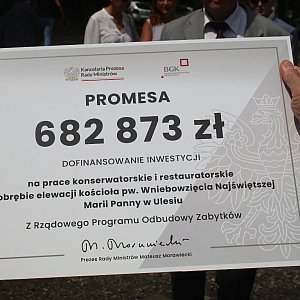 Kancelaria Prezesa
Rady Ministrów
BGK
PROMESA
682 873 zł
DOFINANSOWANIE INWESTYCJI
na prace konserwatorskie i restauratorskie
obrębie elewacji kościoła pw. Wniebowzięcia Najświętszej
Marii Panny w Ulesiu
Z Rządowego Programu Odbudowy Zabytków
M. Morawiecki
Prezes Rady Ministrów Mateusz Morawiecki